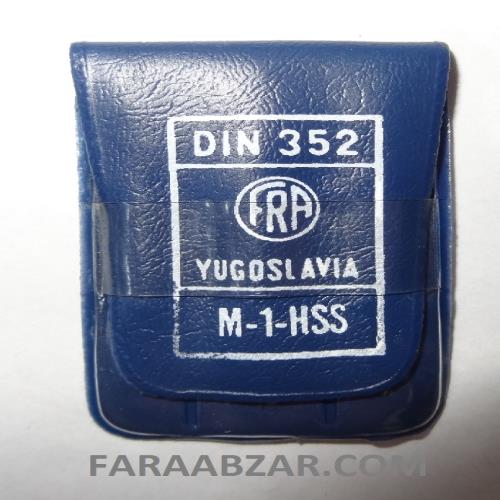 DIN 352
FRA
YUGOSLAVIA
M-1-HSS
FARAABZAR.COM